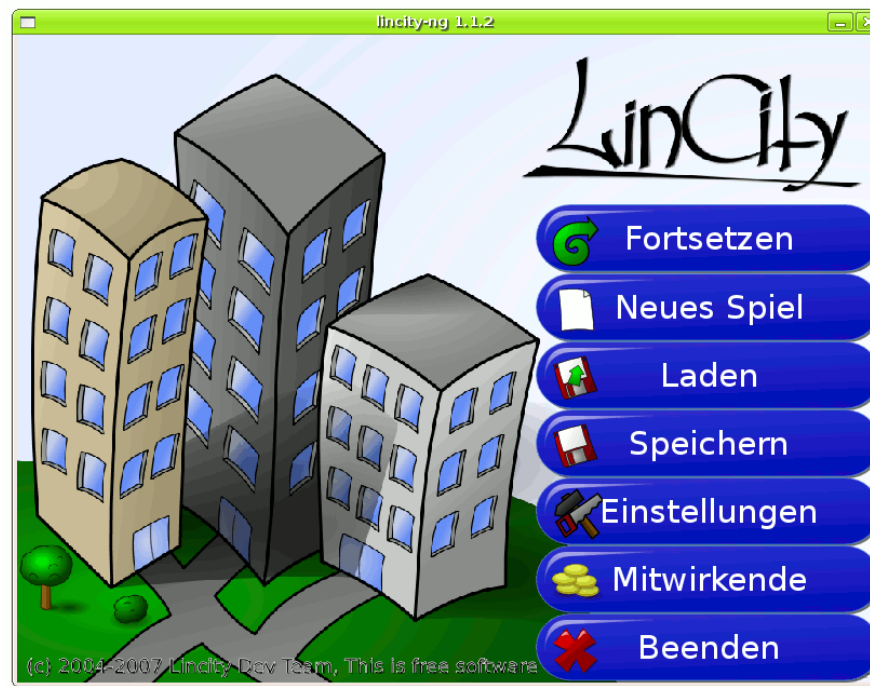 lincity-ng 1.1.2
LinCity
Fortsetzen
Neues Spiel
Laden
Speichern
Einstellungen
Mitwirkende
Beenden
(c) 2004-2007 Lincity Dev Team, This is free software